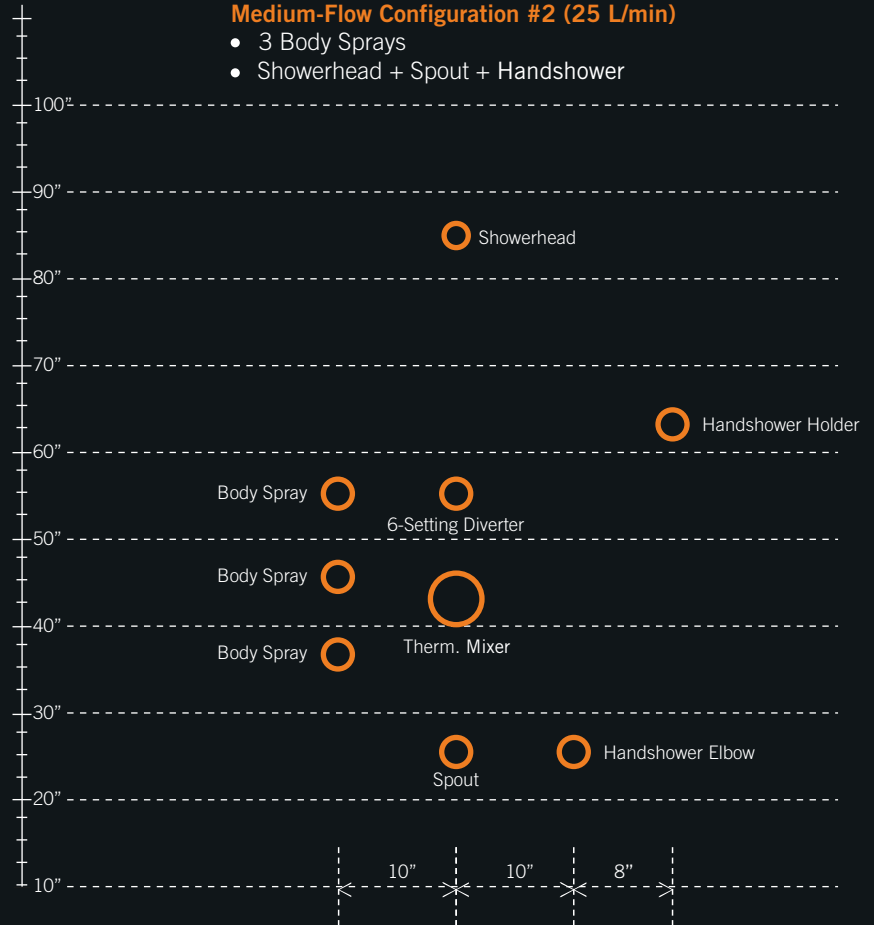 Medium-Flow Configuration #2 (25 L/min)
• 3 Body Sprays
• Showerhead + Spout + Handshower
100”
90”
Showerhead
80”
70”
Handshower Holder
60”
Body Spray
6-Setting Diverter
50”
Body Spray
40”
Therm. Mixer
Body Spray
30”
Handshower Elbow
Spout
20”
10” 10” 8”
10”